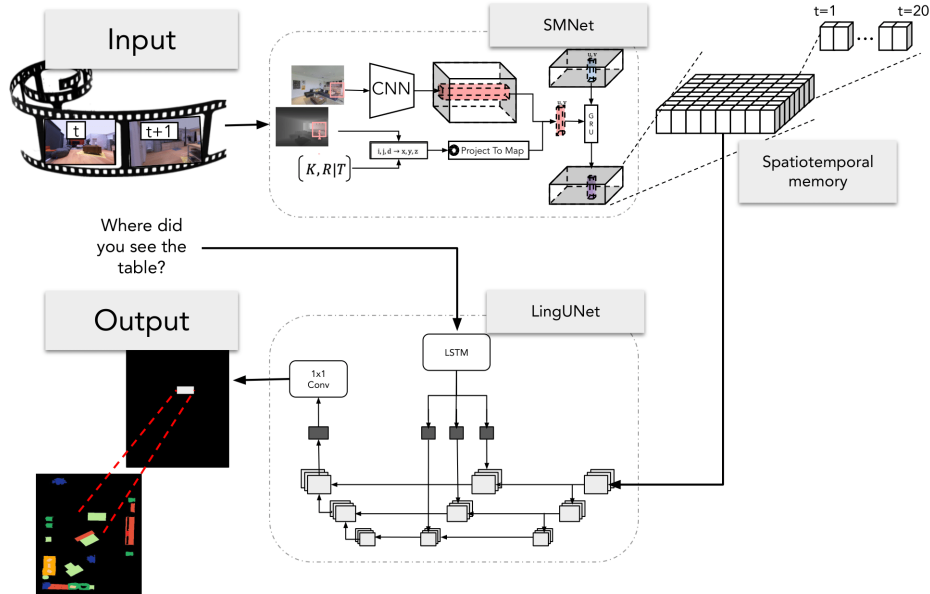 Input
t
t+1
SMNet
CNN
i, j, d → x, y, z
Project To Map
[K, R|T]
u, v
u, v
GRU
t=1
...
t=20
Spatiotemporal
memory
Where did
you see the
table?
Output
LingUNet
LSTM
1x1
Conv